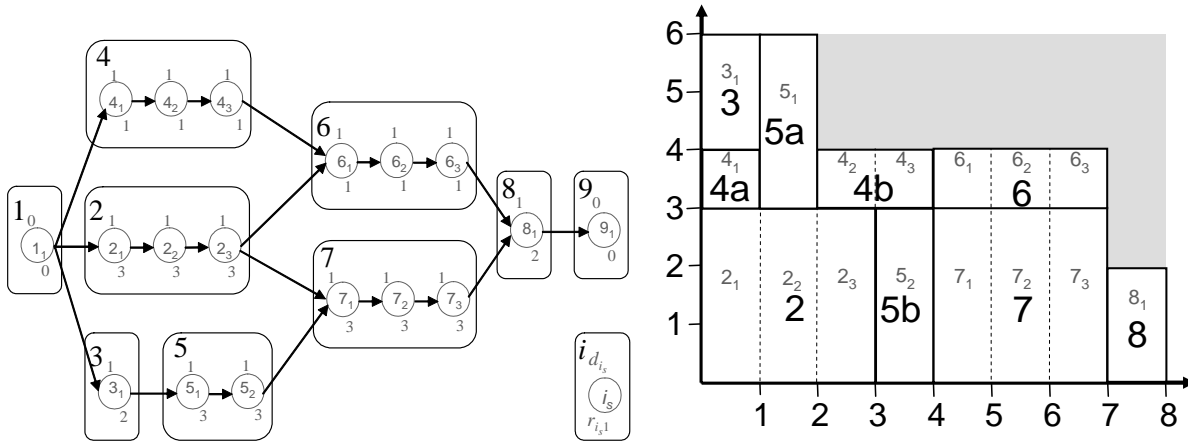 4
1 1 1
4₁ 4₂ 4₃
1 1 1
6
1 1 1
6₁ 6₂ 6₃
1 1 1
1
0
1₁
0
2
1 1 1
2₁ 2₂ 2₃
3 3 3
8
1
8₁
2
9
0
9₁
0
7
1 1 1
7₁ 7₂ 7₃
3 3 3
3
1
3₁
2
5
1 1
5₁ 5₂
3 3
i d_{i_s}
i_s
r_{i_s1}
6
5
4
3
2
1
3₁
3
5₁
5a
4₁
4a
4₂ 4₃
4b
6₁ 6₂ 6₃
6
2₁ 2₂ 2₃
2
5₂
5b
7₁ 7₂ 7₃
7
8₁
8
1 2 3 4 5 6 7 8